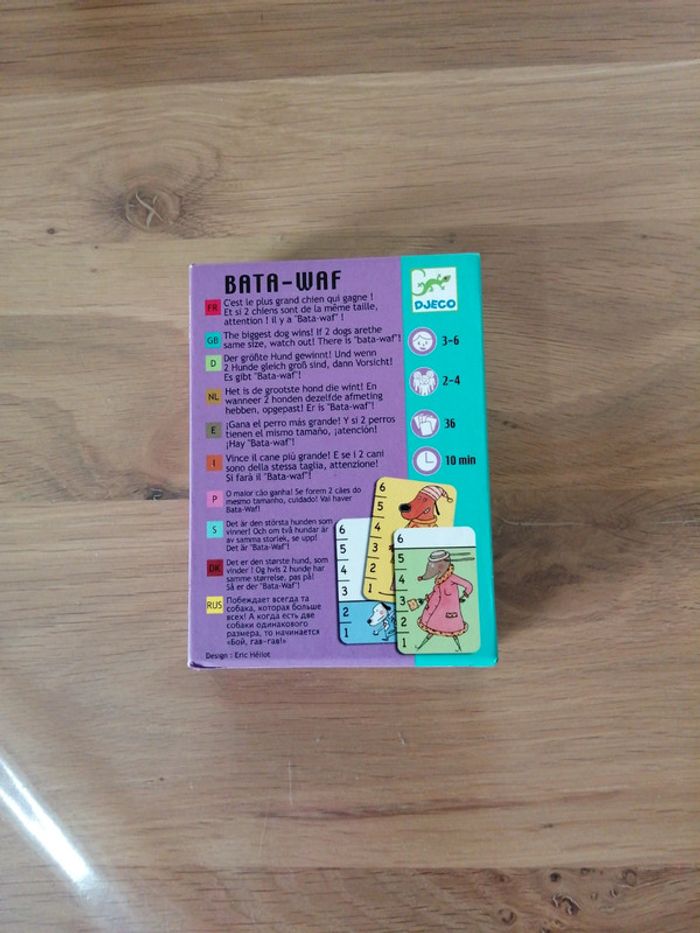 BATA-WAF
DJECO
FR C'est le plus grand chien qui gagne !
Et si 2 chiens sont de la même taille,
attention ! il y a "Bata-waf" !
GB The biggest dog wins! If 2 dogs arethe
same size, watch out! There is "bata-waf"!
D Der größte Hund gewinnt! Und wenn
2 Hunde gleich groß sind, dann Vorsicht!
Es gibt "Bata-waf"!
NL Het is de grootste hond die wint! En
wanneer 2 honden dezelfde afmeting
hebben, opgepast! Er is "Bata-waf"!
E ¡Gana el perro más grande! Y si 2 perros
tienen el mismo tamaño, ¡atención!
¡Hay "Bata-waf"!
I Vince il cane più grande! E se i 2 cani
sono della stessa taglia, attenzione!
Si farà il "Bata-waf"!
P O maior cão ganha! Se forem 2 cães do
mesmo tamanho, cuidado! Vai haver
Bata-Waf!
S Det är den största hunden som
vinner! Och om två hundar är
av samma storlek, se upp!
Det är "Bata-Waf"!
DK Det er den største hund, som
vinder ! Og hvis 2 hunde har
samme størrelse, pas på!
Så er der "Bata-Waf"!
RUS Побеждает всегда та
собака, которая больше
всех! А когда есть две
собаки одинакового
размера, то начинается
«Бой, гав-гав!»
Design : Eric Héliot
3-6
2-4
36
10 min
6
5
4
3
2
1
6
5
4
3
2
1
6
5
4
3
2
1